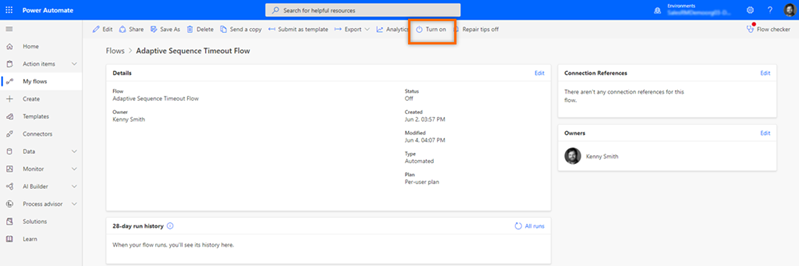 Power Automate
Search for helpful resources
Environments
Edit
Share
Save As
Delete
Send a copy
Submit as template
Export
Analytics
Turn on
Repair tips off
Flow checker
Home
Action items
My flows
Create
Templates
Connectors
Data
Monitor
AI Builder
Process advisor
Solutions
Learn
Flows > Adaptive Sequence Timeout Flow
Details
Edit
Flow
Adaptive Sequence Timeout Flow
Owner
Kenny Smith
Status
Off
Created
Jun 2, 03:57 PM
Modified
Jun 4, 04:07 PM
Type
Automated
Plan
Per-user plan
28-day run history
All runs
When your flow runs, you'll see its history here.
Connection References
Edit
There aren't any connection references for this
flow.
Owners
Edit
Kenny Smith